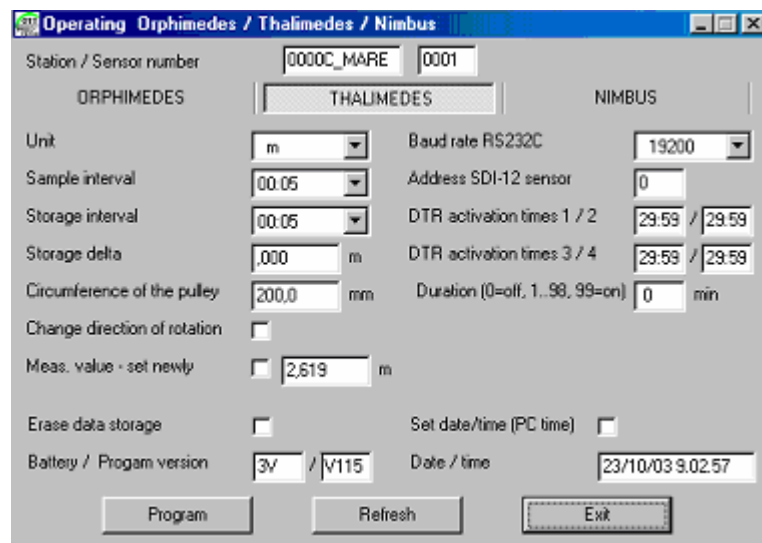 Operating Orphimedes / Thalimedes / Nimbus
Station / Sensor number 0000C_MARE 0001
ORPHIMEDES THALIMEDES NIMBUS
Unit m Baud rate RS232C 19200
Sample interval 00:05 Address SDI-12 sensor 0
Storage interval 00:05 DTR activation times 1 / 2 29:59 / 29:59
Storage delta ,000 m DTR activation times 3 / 4 29:59 / 29:59
Circumference of the pulley 200,0 mm Duration (0=off, 1..98, 99=on) 0 min
Change direction of rotation
Meas. value - set newly 2,619 m
Erase data storage Set date/time (PC time)
Battery / Progam version 3V / V115 Date / time 23/10/03 9.02.57
Program Refresh Exit